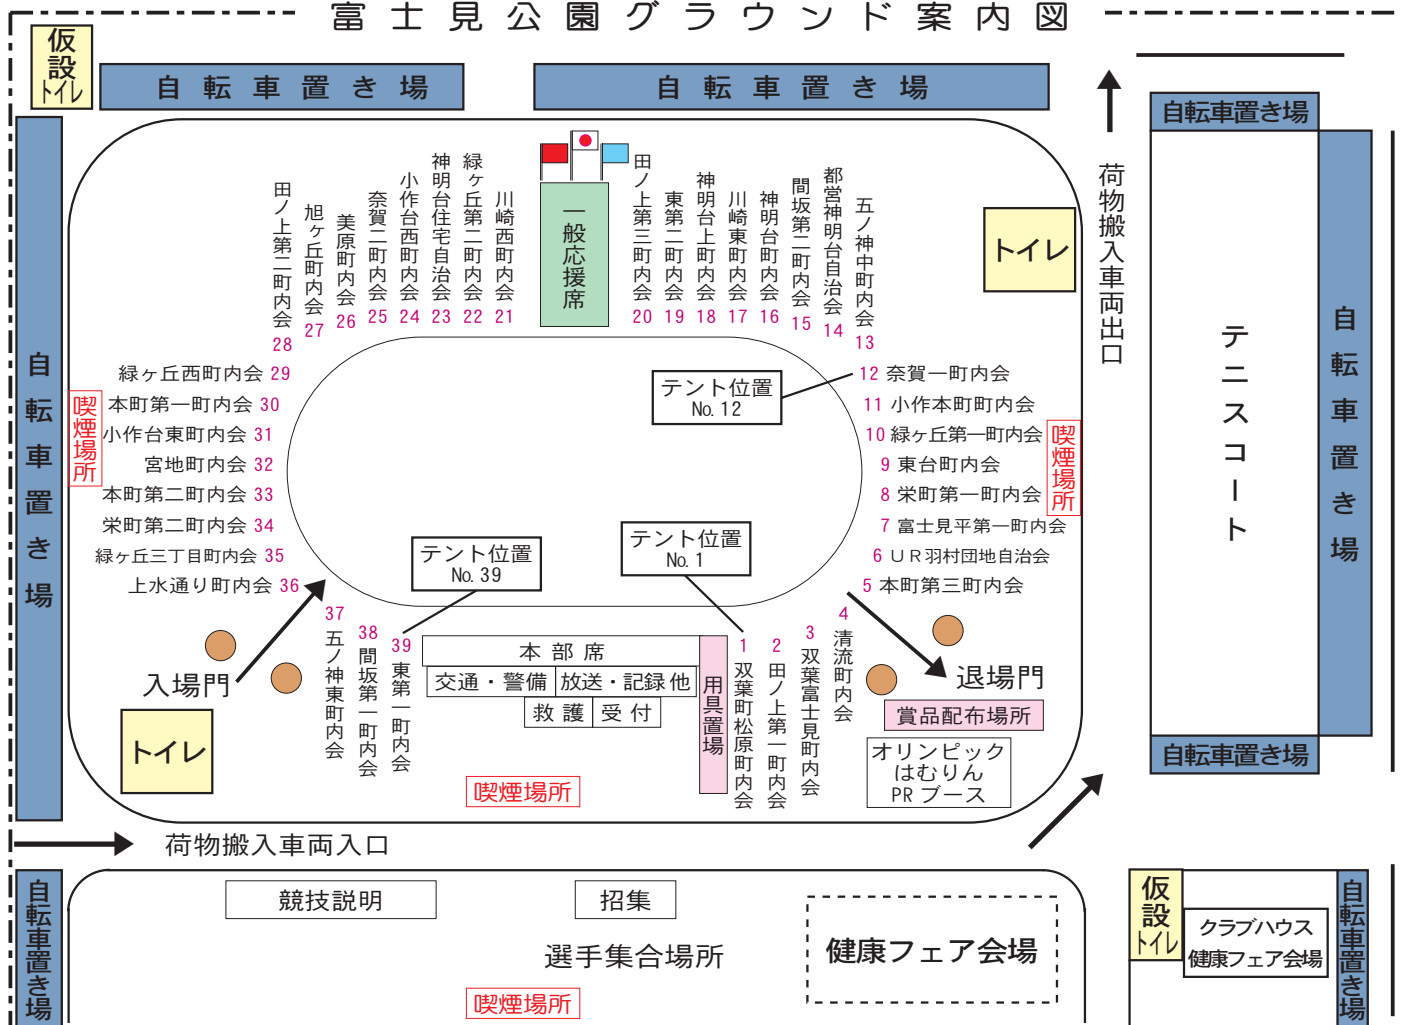 富士見公園グラウンド案内図
仮設トイレ
自転車置き場
自転車置き場
自転車置き場
自転車置き場
自転車置き場
自転車置き場
荷物搬入車両出口
テニスコート
トイレ
一般応援席
田ノ上第二町内会 28
旭ヶ丘町内会 27
美原町内会 26
奈賀二町内会 25
小作台西町内会 24
神明台住宅自治会 23
緑ヶ丘第二町内会 22
川崎西町内会 21
田ノ上第三町内会 20
東第二町内会 19
神明台上町内会 18
川崎東町内会 17
神明台町内会 16
間坂第二町内会 15
都営神明台自治会 14
五ノ神中町内会 13
緑ヶ丘西町内会 29
本町第一町内会 30
小作台東町内会 31
宮地町内会 32
本町第二町内会 33
栄町第二町内会 34
緑ヶ丘三丁目町内会 35
上水通り町内会 36
喫煙場所
テント位置
No. 12
12 奈賀一町内会
11 小作本町町内会
10 緑ヶ丘第一町内会
9 東台町内会
8 栄町第一町内会
7 富士見平第一町内会
6 UR羽村団地自治会
5 本町第三町内会
喫煙場所
テント位置
No. 39
テント位置
No. 1
37 五ノ神東町内会
38 間坂第一町内会
39 東第一町内会
本部席
交通・警備
放送・記録他
救護
受付
用具置場
1 双葉町松原町内会
2 田ノ上第一町内会
3 双葉富士見町内会
4 清流町内会
入場門
退場門
トイレ
賞品配布場所
オリンピック
はむりん
PR ブース
喫煙場所
荷物搬入車両入口
自転車置き場
競技説明
招集
選手集合場所
喫煙場所
健康フェア会場
仮設トイレ
クラブハウス
健康フェア会場
自転車置き場